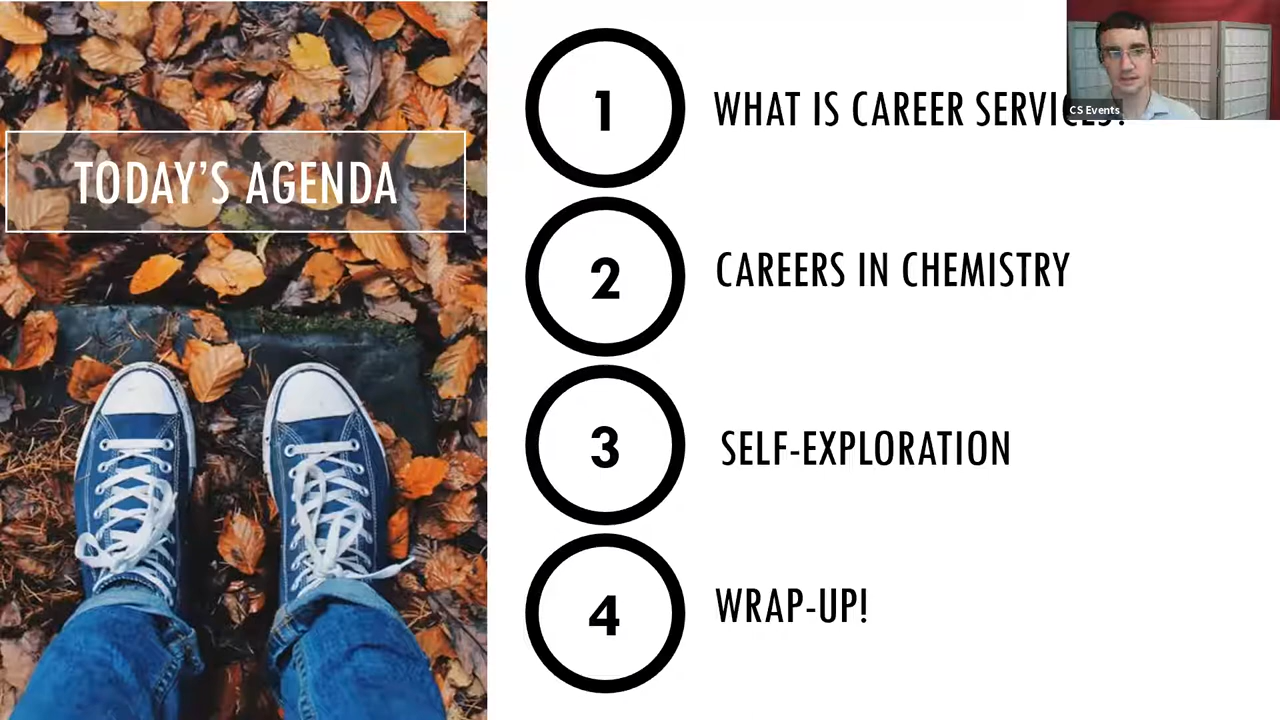 TODAY'S AGENDA
1
WHAT IS CAREER SERVICES?
2
CAREERS IN CHEMISTRY
3
SELF-EXPLORATION
4
WRAP-UP!
CS Events